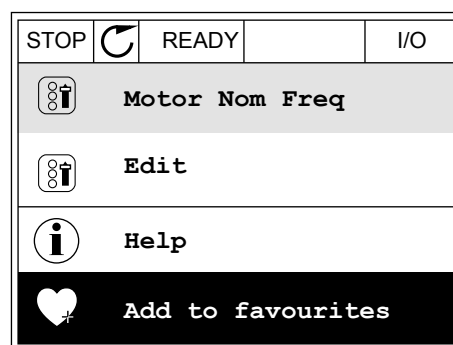 STOP READY I/O
Motor Nom Freq
Edit
Help
Add to favourites